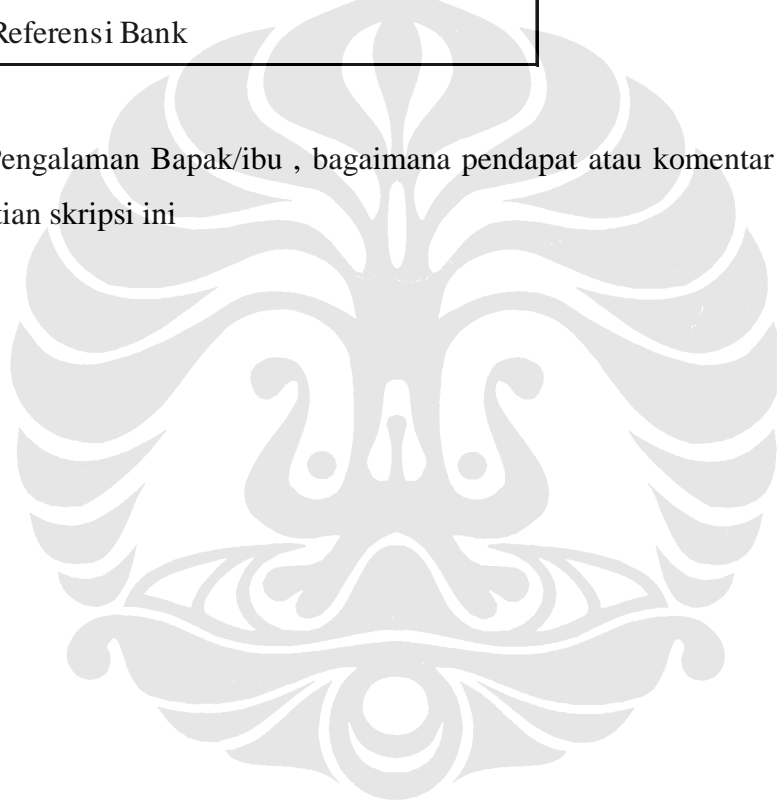 Referensi Bank
Pengalaman Bapak/ibu , bagaimana pendapat atau komentar
tian skripsi ini